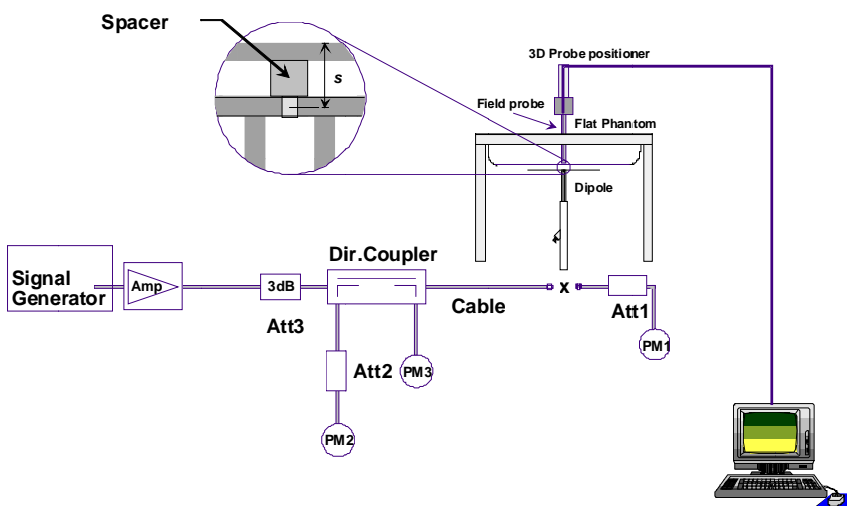 Spacer
s
3D Probe positioner
Field probe
Flat Phantom
Dipole
Signal
Generator
Amp
3dB
Att3
Dir.Coupler
Cable
x
Att1
PM1
Att2
PM3
PM2